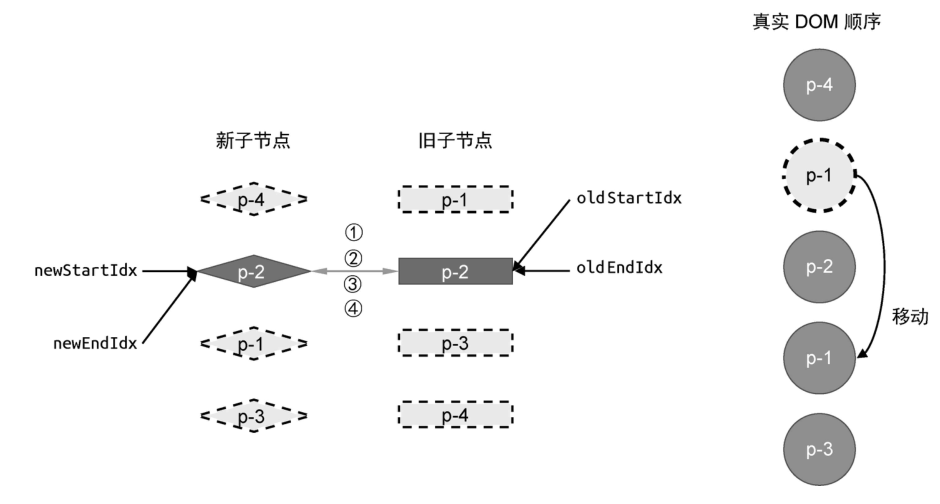 真实 DOM 顺序
p-4
新子节点
旧子节点
p-1
p-4
p-1
oldStartIdx
①
②
newStartIdx
p-2
p-2
oldEndIdx
p-2
③
④
移动
newEndIdx
p-1
p-3
p-1
p-3
p-4
p-3